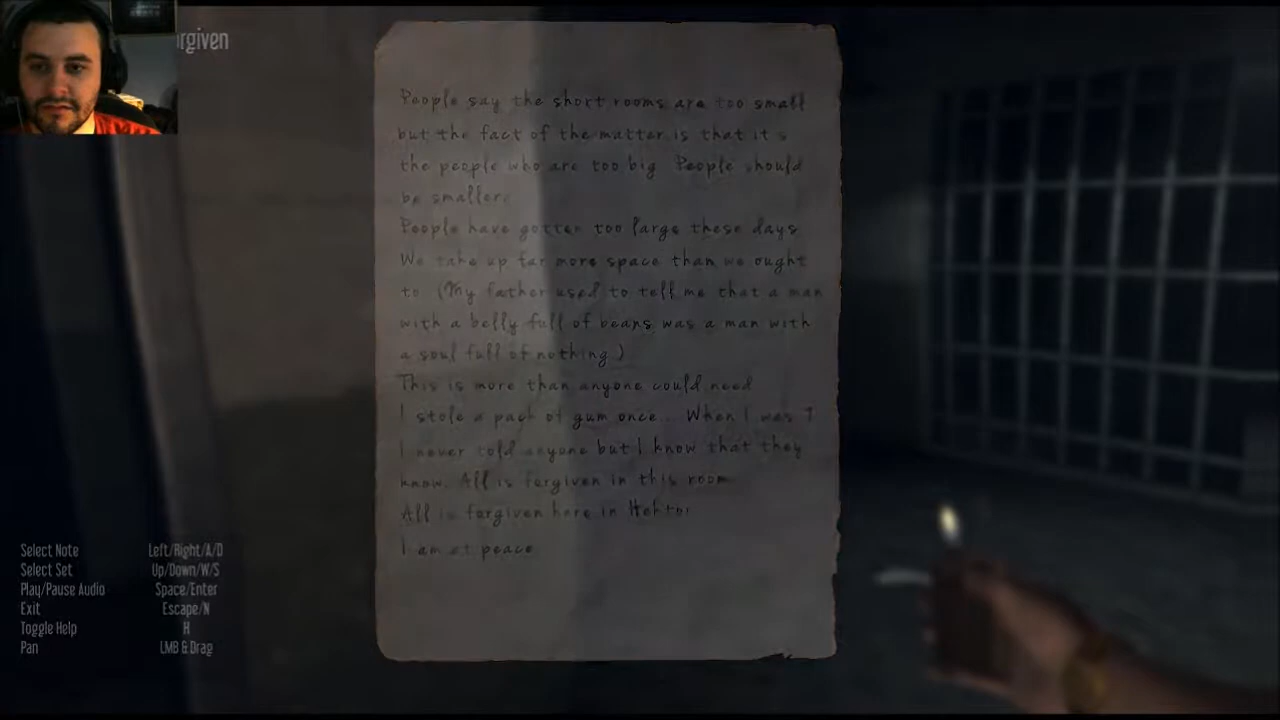 rgiven
People say the short rooms are too small
but the fact of the matter is that it s
the people who are too big People should
be smaller.
People have gotten too large these days
We take up far more space than we ought
to (My father used to tell me that a man
with a belly full of beans was a man with
a soul full of nothing )
This is more than anyone could need
I stole a pack of gum once... When I was 9
I never told anyone but I know that they
know. All is forgiven in this room
All is forgiven here in Hektor
I am at peace
Select Note Left/Right/A/D
Select Set Up/Down/W/S
Play/Pause Audio Space/Enter
Exit Escape/N
Toggle Help H
Pan LMB & Drag